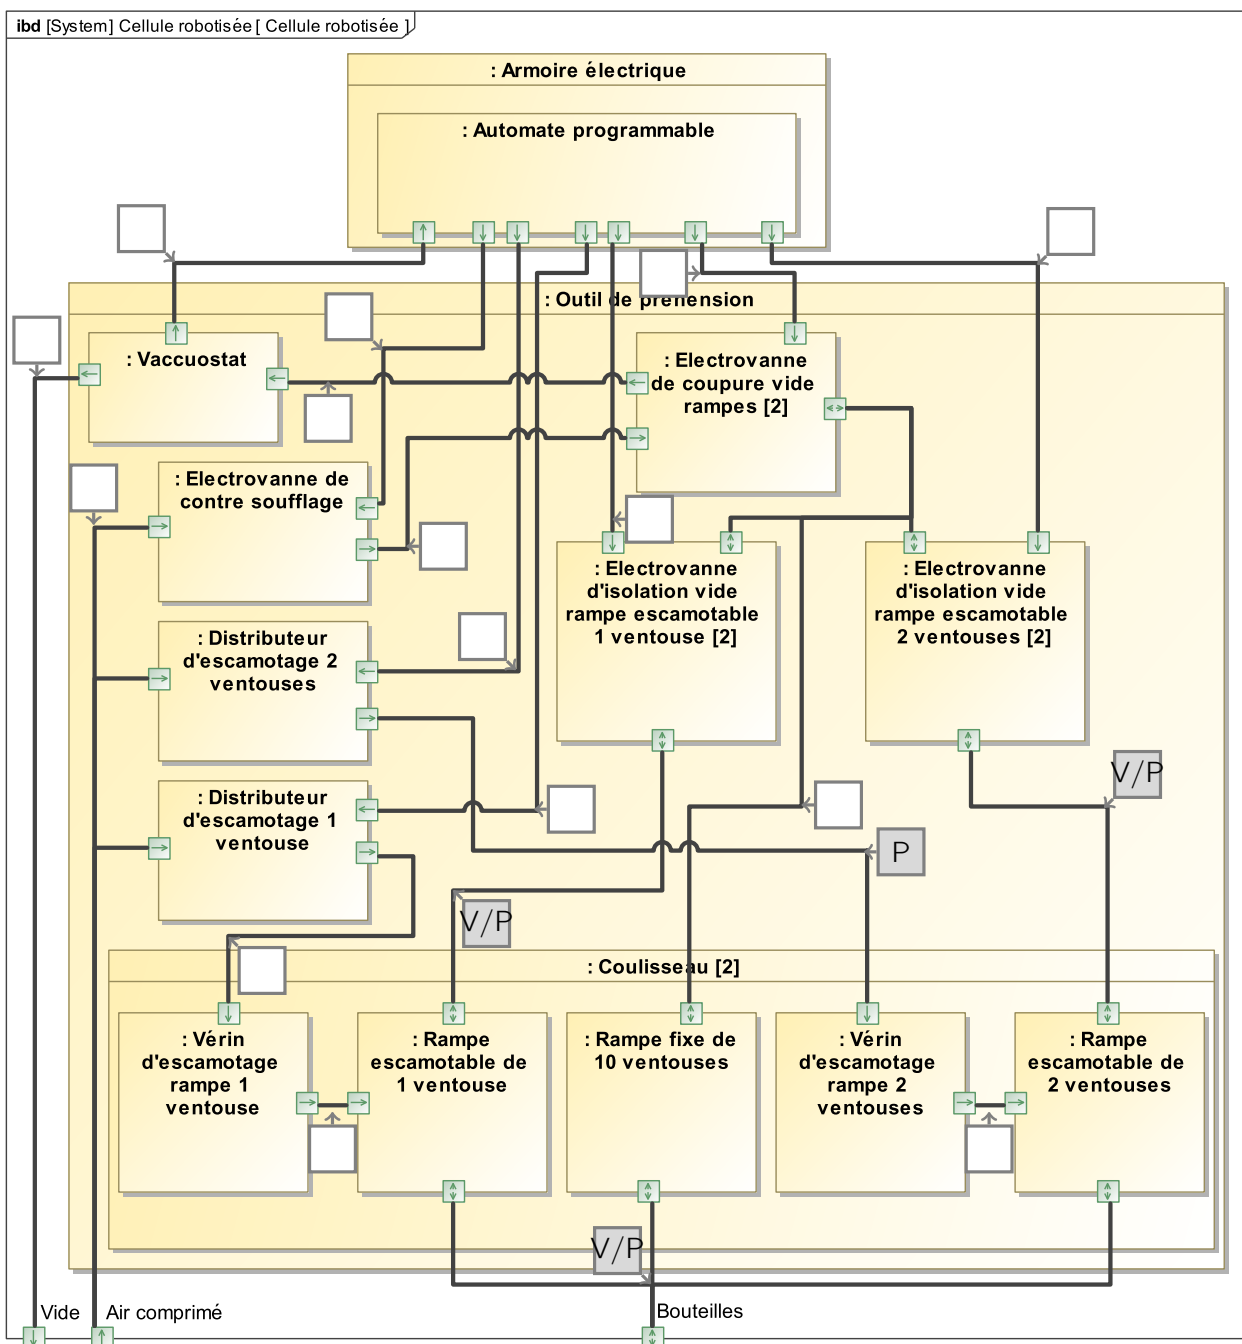 ibd [System] Cellule robotisée [ Cellule robotisée ]
: Armoire électrique
: Automate programmable
: Outil de préhension
: Vaccuostat
: Electrovanne
de coupure vide
rampes [2]
: Electrovanne de
contre soufflage
: Electrovanne
d'isolation vide
rampe escamotable
1 ventouse [2]
: Electrovanne
d'isolation vide
rampe escamotable
2 ventouses [2]
: Distributeur
d'escamotage 2
ventouses
V/P
: Distributeur
d'escamotage 1
ventouse
P
V/P
: Coulisseau [2]
: Vérin
d'escamotage
rampe 1
ventouse
: Rampe
escamotable de
1 ventouse
: Rampe fixe de
10 ventouses
: Vérin
d'escamotage
rampe 2
ventouses
: Rampe
escamotable de
2 ventouses
V/P
Vide
Air comprimé
Bouteilles